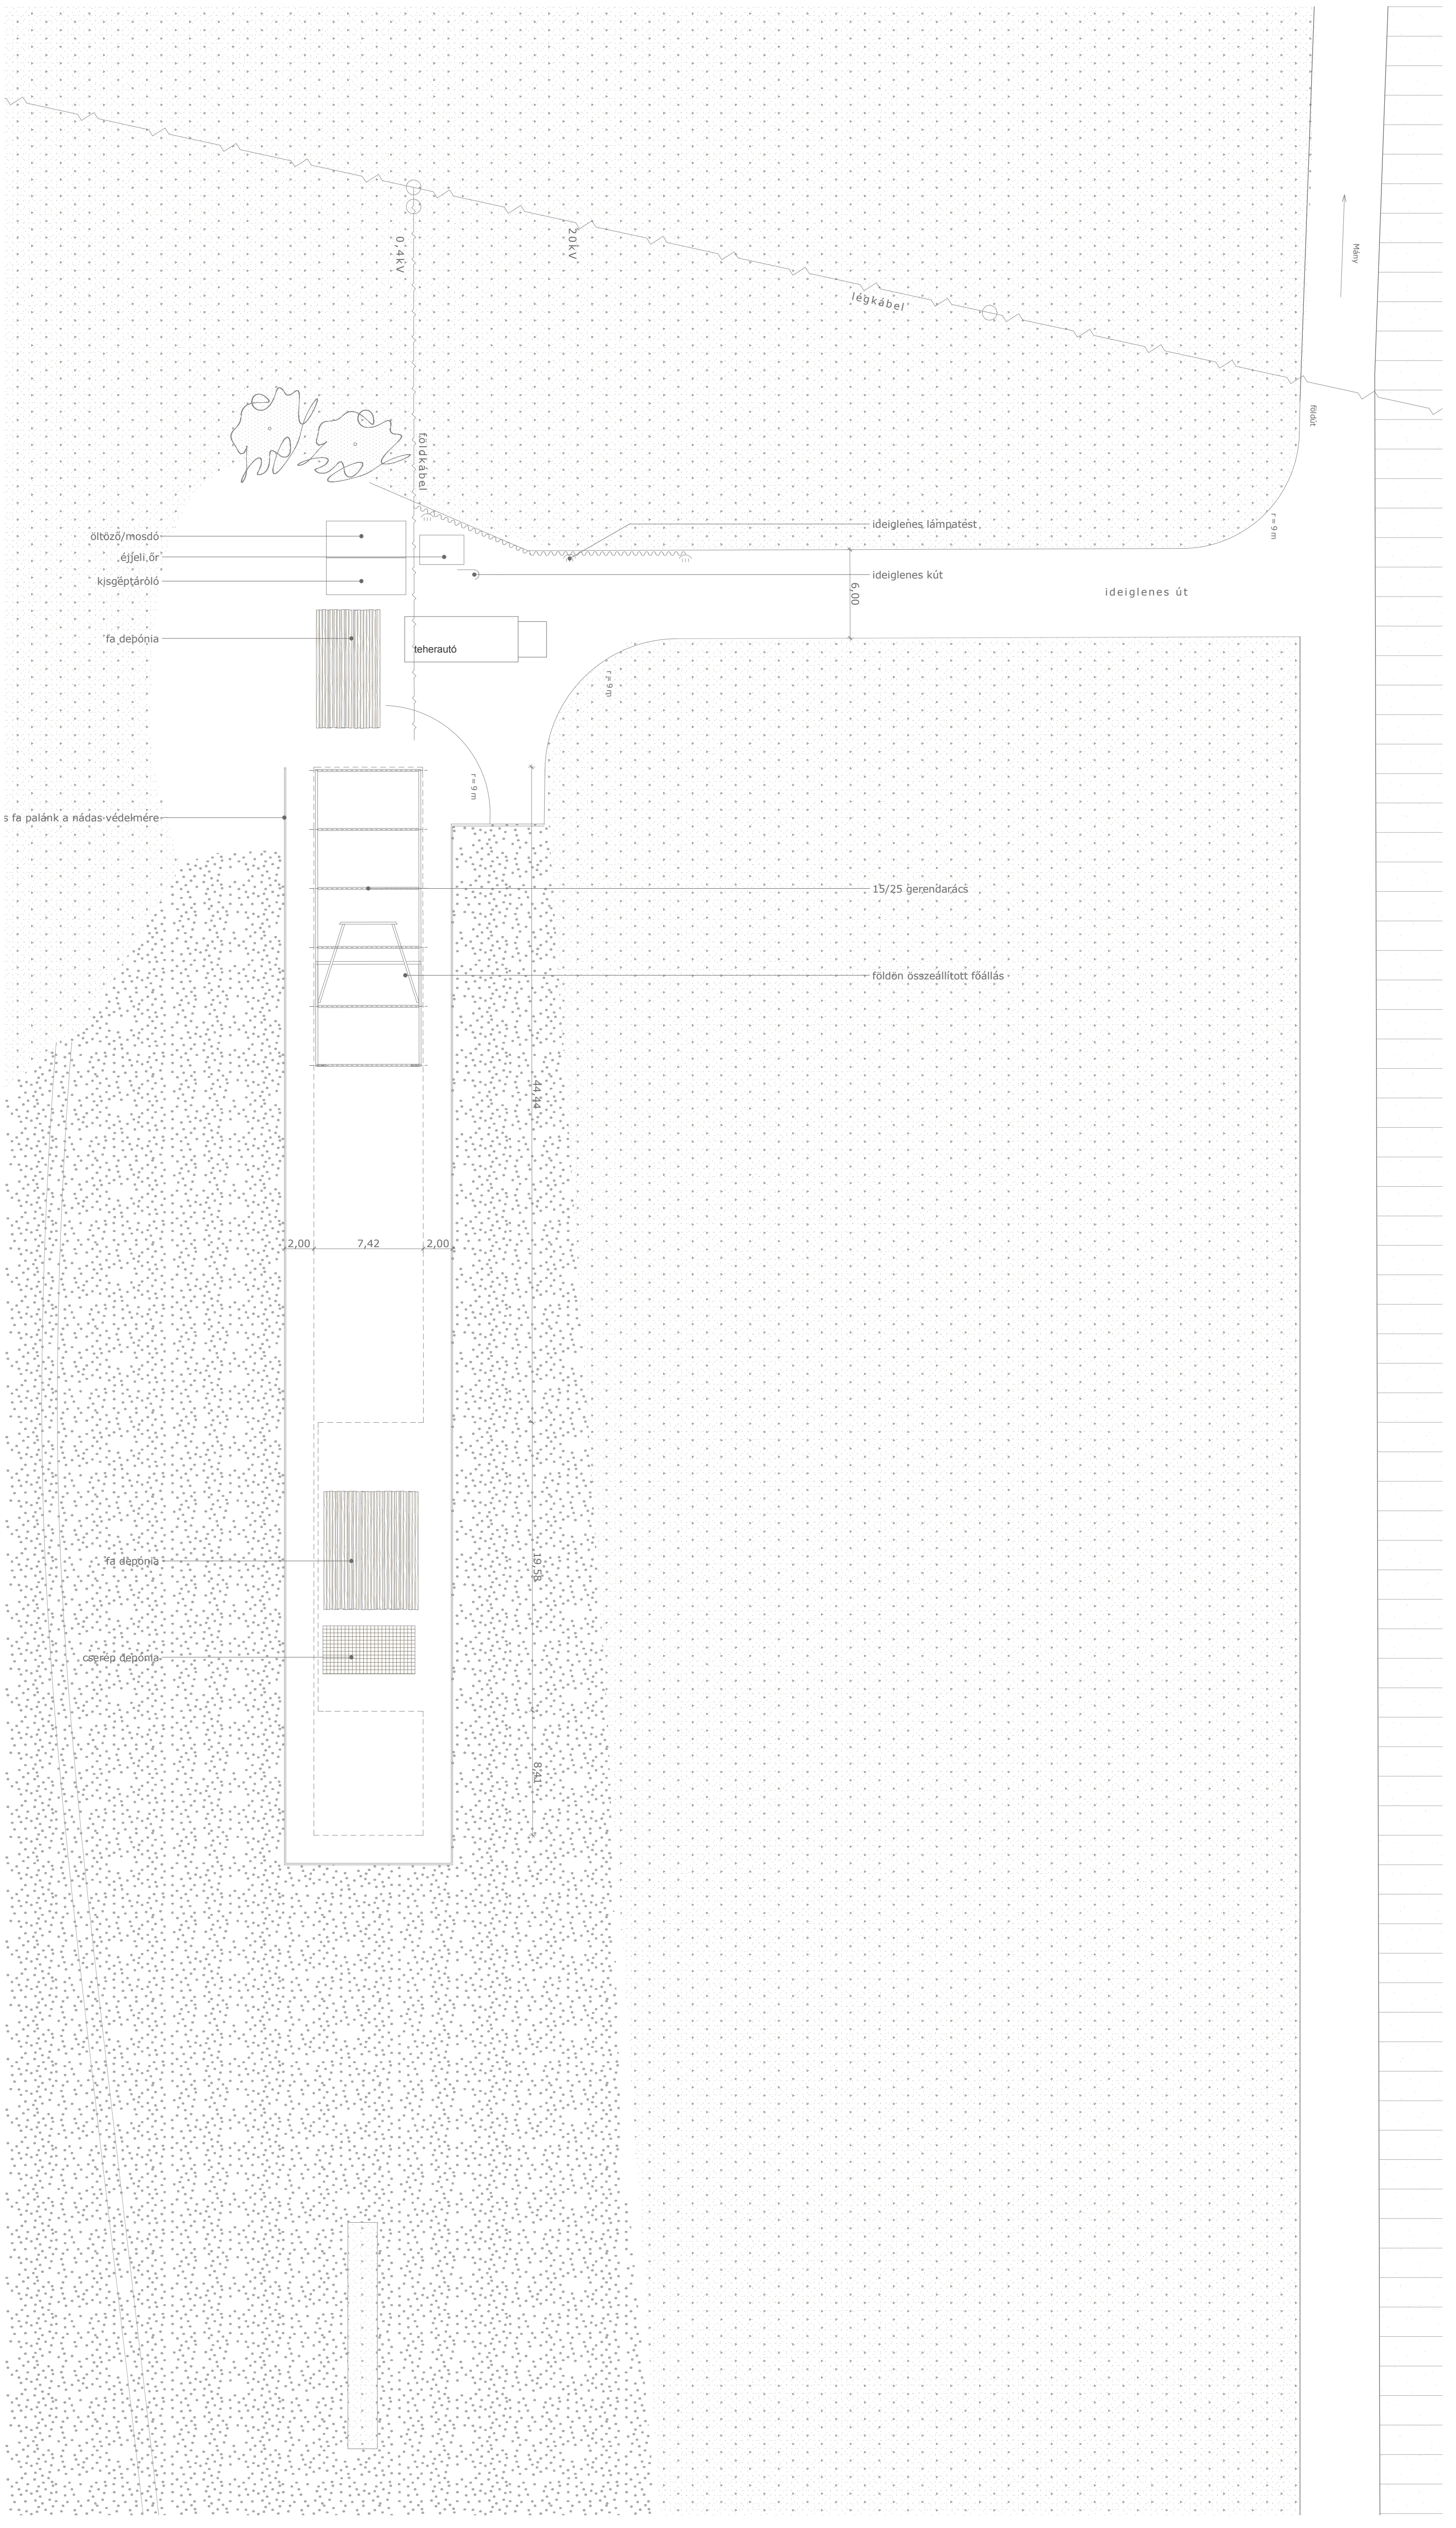 0,4kV
20kV
Mány
légkábel
földút
földkábel
r=9m
öltöző/mosdó
ideiglenes lámpatest
éjjeli őr
ideiglenes kút
kisgéptároló
6,00
ideiglenes út
fa depónia
teherautó
r=9m
r=9m
s fa palánk a nádas védelmére
15/25 gerendarács
földön összeállított főállás
44,44
2,00
7,42
2,00
fa depónia
19,58
cserép depónia
8,41